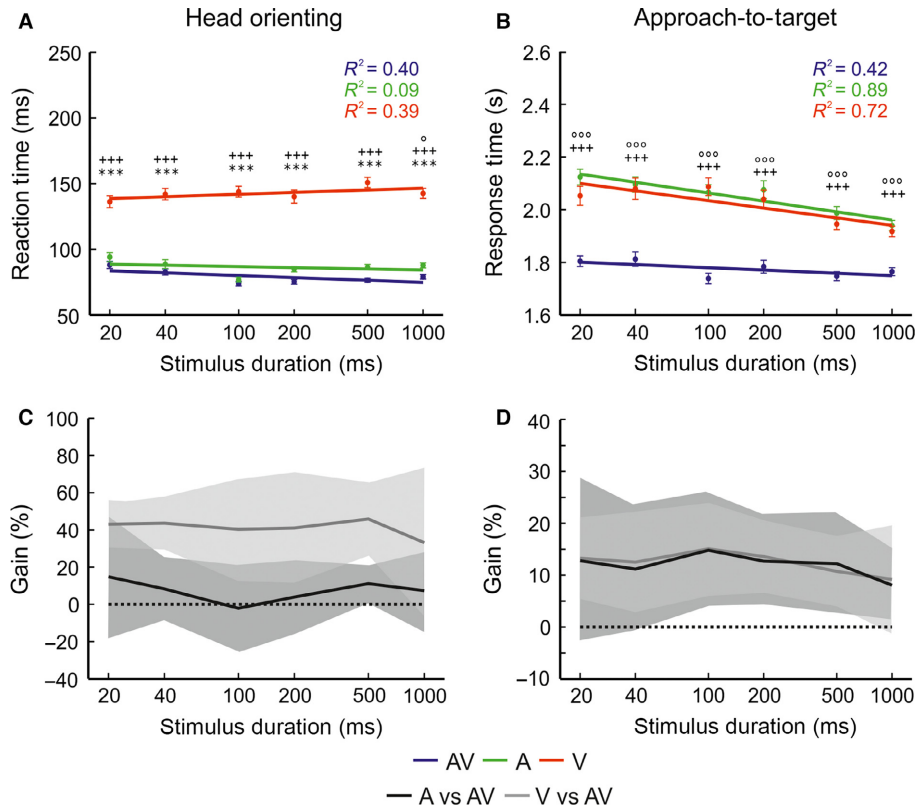 A Head orienting
250
200
150
100
50
Reaction time (ms)
R² = 0.40
R² = 0.09
R² = 0.39
+++ +++ +++ +++ +++ °
*** *** *** *** *** +++
***
20 40 100 200 500 1000
Stimulus duration (ms)
B Approach-to-target
2.6
2.4
2.2
2.0
1.8
1.6
Response time (s)
R² = 0.42
R² = 0.89
R² = 0.72
°°° °°° °°° °°° °°° °°°
+++ +++ +++ +++ +++ +++
20 40 100 200 500 1000
Stimulus duration (ms)
C
100
80
60
40
20
0
−20
−40
Gain (%)
20 40 100 200 500 1000
Stimulus duration (ms)
D
40
30
20
10
0
−10
Gain (%)
20 40 100 200 500 1000
Stimulus duration (ms)
AV A V
A vs AV V vs AV